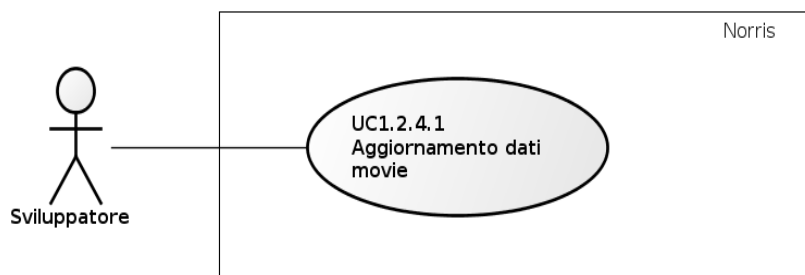 Norris
UC1.2.4.1
Aggiornamento dati
movie
Sviluppatore